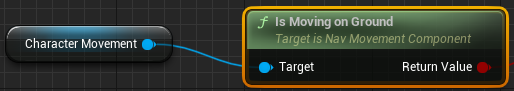 Character Movement
f Is Moving on Ground
Target is Nav Movement Component
Target
Return Value